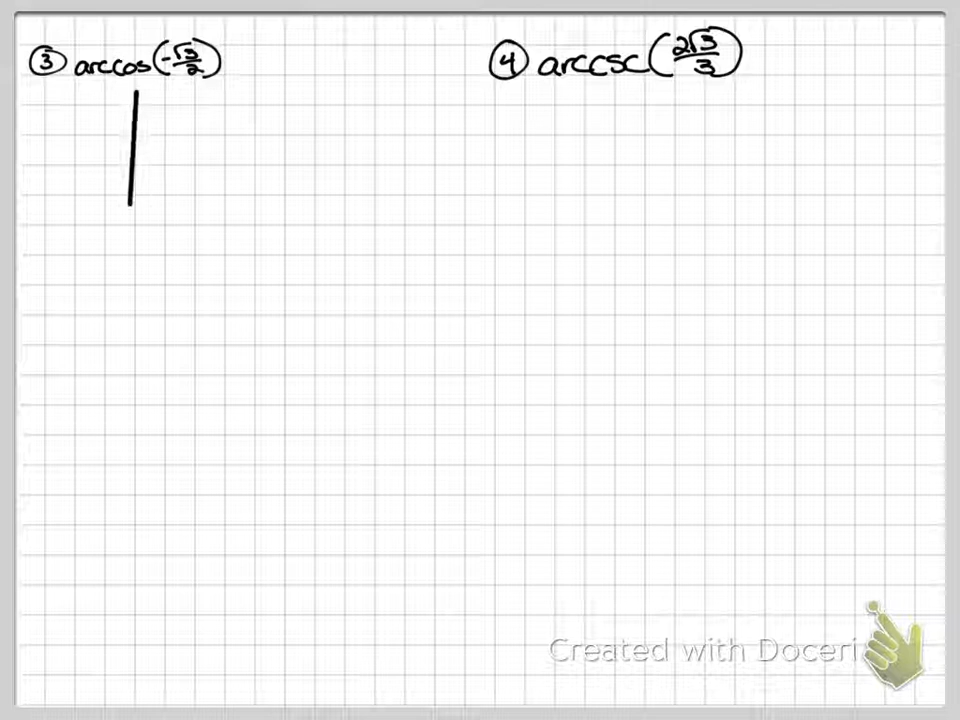 ③ arccos(-√3/2)
④ arccsc(2√3/3)
Created with Doceri